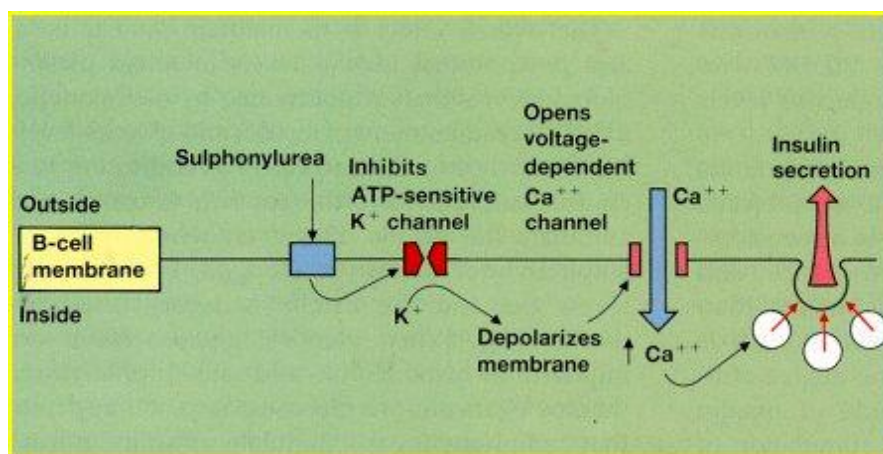 Sulphonylurea
Inhibits
ATP-sensitive
K⁺ channel
Opens
voltage-
dependent
Ca⁺⁺
channel
Ca⁺⁺
Insulin
secretion
Outside
B-cell
membrane
Inside
K⁺
Depolarizes
membrane
↑ Ca⁺⁺